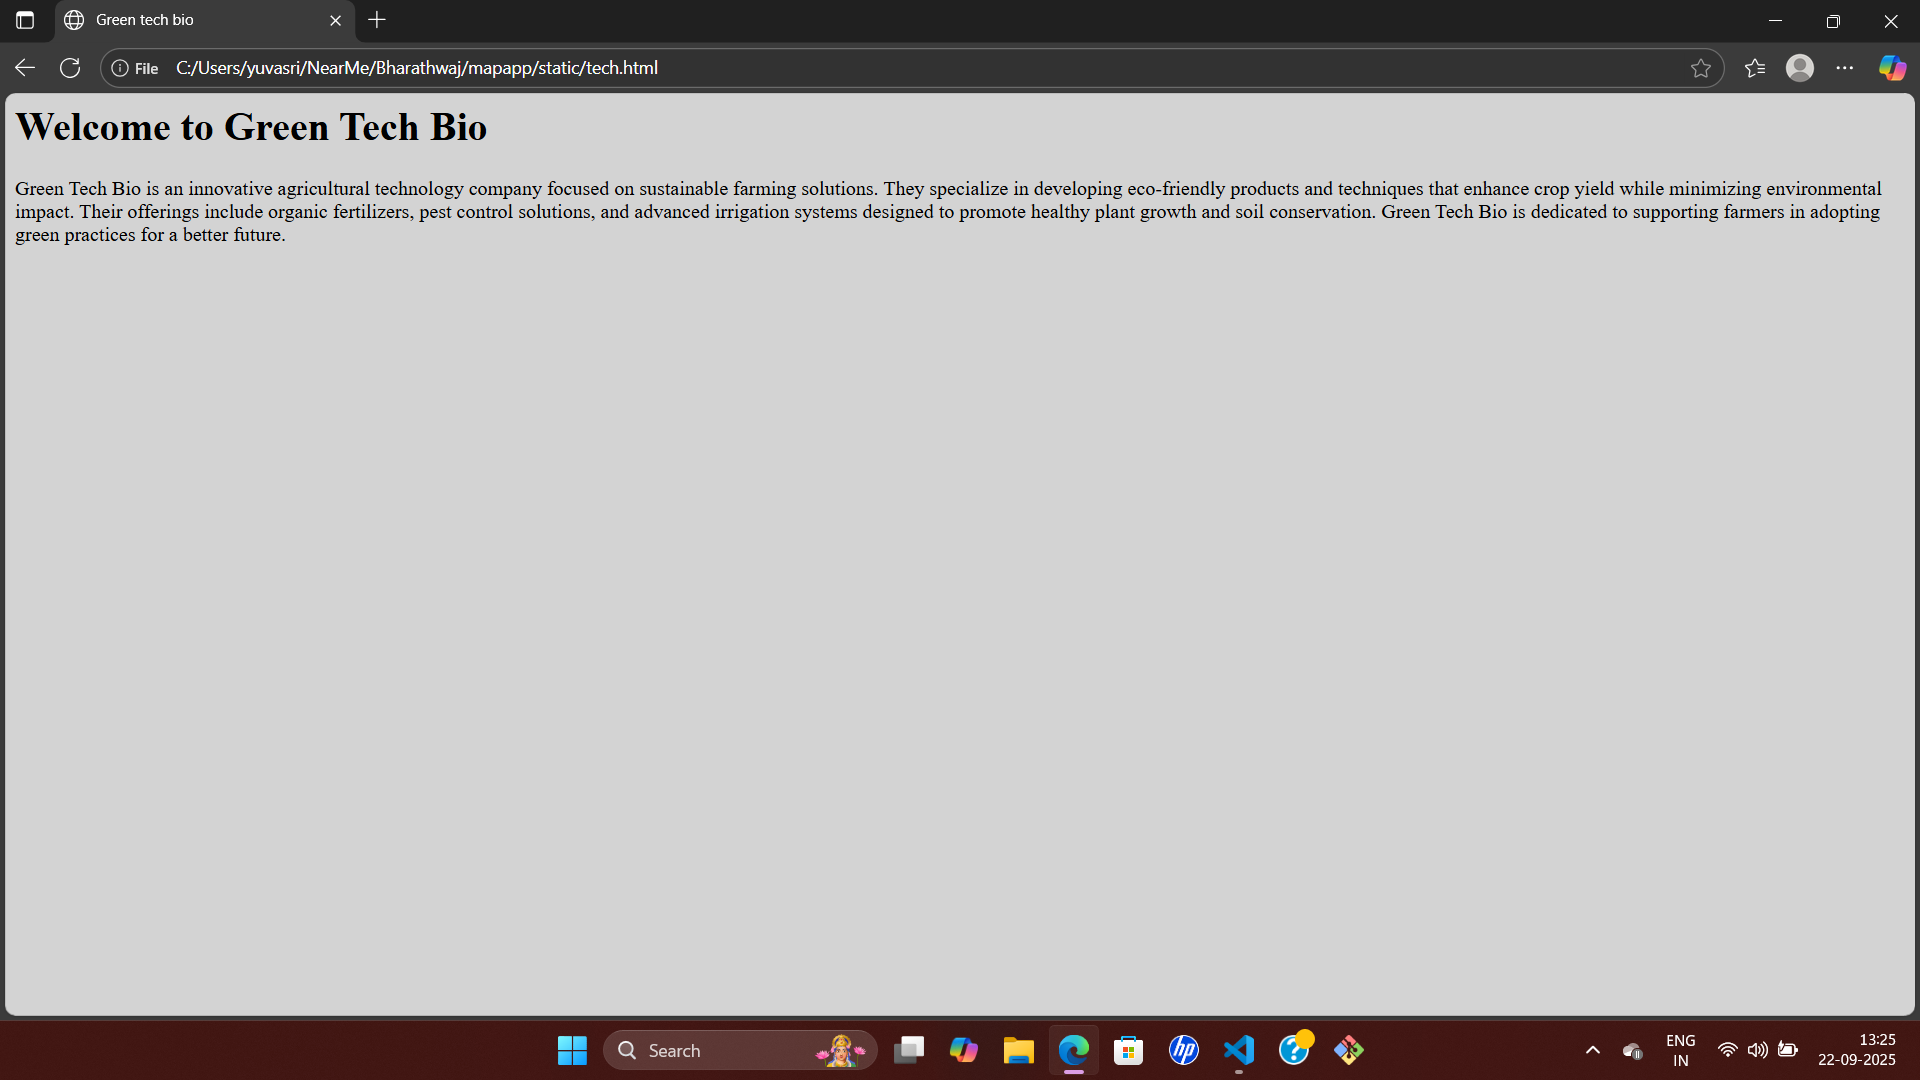 Green tech bio
File C:/Users/yuvasri/NearMe/Bharathwaj/mapapp/static/tech.html
Welcome to Green Tech Bio
Green Tech Bio is an innovative agricultural technology company focused on sustainable farming solutions. They specialize in developing eco-friendly products and techniques that enhance crop yield while minimizing environmental
impact. Their offerings include organic fertilizers, pest control solutions, and advanced irrigation systems designed to promote healthy plant growth and soil conservation. Green Tech Bio is dedicated to supporting farmers in adopting
green practices for a better future.
Search
hp
ENG
IN
13:25
22-09-2025